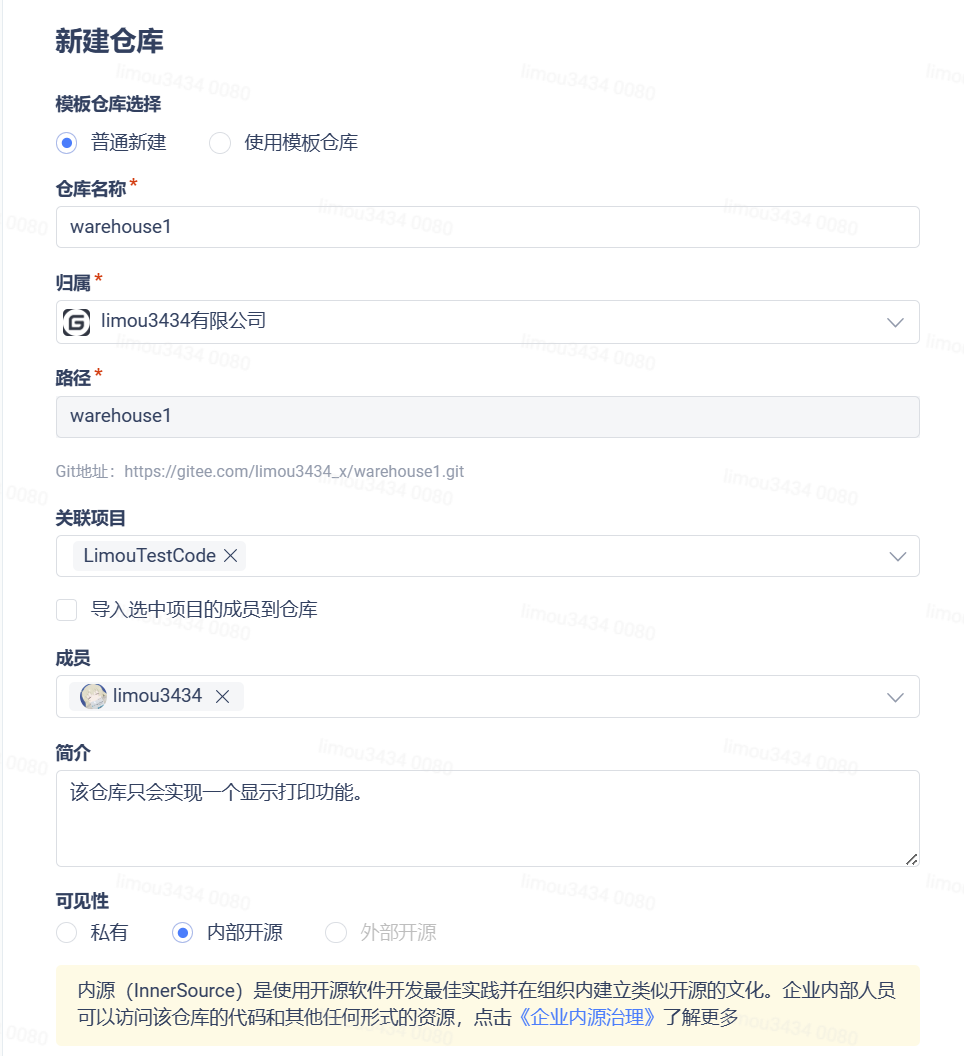 新建仓库
模板仓库选择
普通新建 使用模板仓库
仓库名称*
warehouse1
归属*
limou3434有限公司
路径*
warehouse1
Git地址：https://gitee.com/limou3434_x/warehouse1.git
关联项目
LimouTestCode
导入选中项目的成员到仓库
成员
limou3434
简介
该仓库只会实现一个显示打印功能。
可见性
私有 内部开源 外部开源
内源（InnerSource）是使用开源软件开发最佳实践并在组织内建立类似开源的文化。企业内部人员
可以访问该仓库的代码和其他任何形式的资源，点击《企业内源治理》了解更多
limou3434 0080